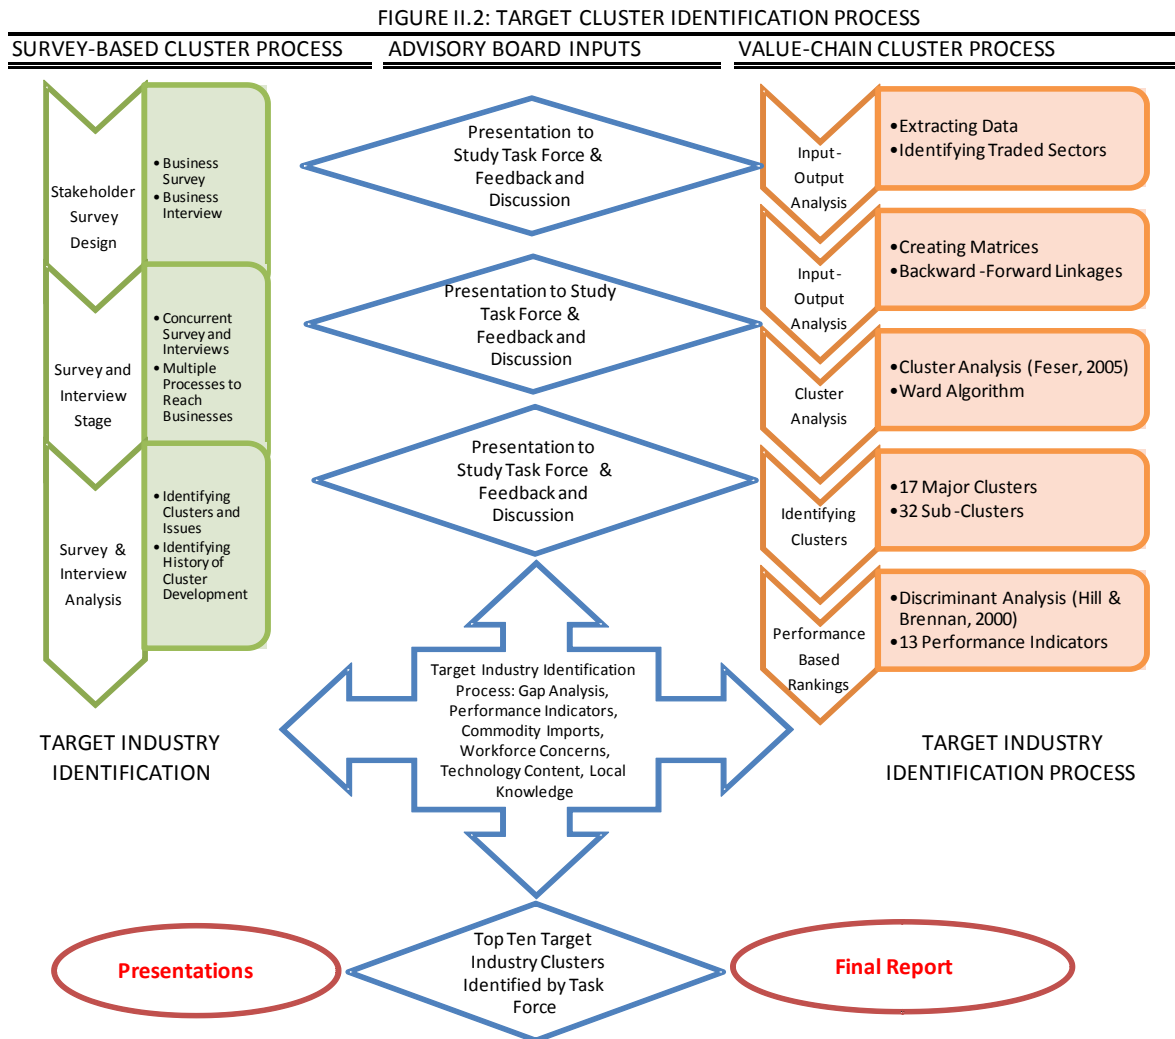 FIGURE II.2: TARGET CLUSTER IDENTIFICATION PROCESS
SURVEY-BASED CLUSTER PROCESS
ADVISORY BOARD INPUTS
VALUE-CHAIN CLUSTER PROCESS
Stakeholder
Survey
Design
• Business
Survey
• Business
Interview
Survey and
Interview
Stage
• Concurrent
Survey and
Interviews
• Multiple
Processes to
Reach
Businesses
Survey &
Interview
Analysis
• Identifying
Clusters and
Issues
• Identifying
History of
Cluster
Development
TARGET INDUSTRY
IDENTIFICATION
Presentation to
Study Task Force &
Feedback and
Discussion
Presentation to Study
Task Force &
Feedback and
Discussion
Presentation to
Study Task Force &
Feedback and
Discussion
Target Industry Identification
Process: Gap Analysis,
Performance Indicators,
Commodity Imports,
Workforce Concerns,
Technology Content, Local
Knowledge
Input-
Output
Analysis
•Extracting Data
•Identifying Traded Sectors
Input-
Output
Analysis
•Creating Matrices
•Backward -Forward Linkages
Cluster
Analysis
•Cluster Analysis (Feser, 2005)
•Ward Algorithm
Identifying
Clusters
•17 Major Clusters
•32 Sub -Clusters
Performance
Based
Rankings
•Discriminant Analysis (Hill &
Brennan, 2000)
•13 Performance Indicators
TARGET INDUSTRY
IDENTIFICATION PROCESS
Presentations
Top Ten Target
Industry Clusters
Identified by Task
Force
Final Report